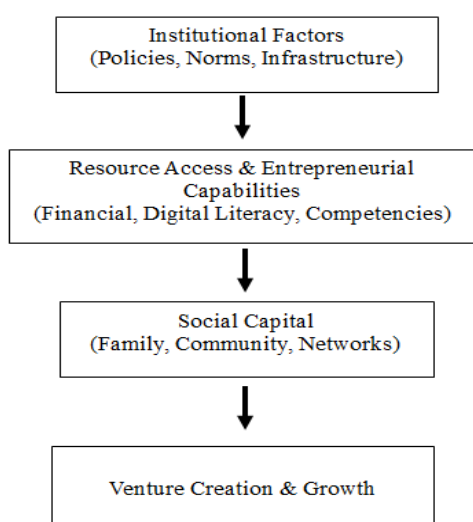 Institutional Factors
(Policies, Norms, Infrastructure)
Resource Access & Entrepreneurial
Capabilities
(Financial, Digital Literacy, Competencies)
Social Capital
(Family, Community, Networks)
Venture Creation & Growth